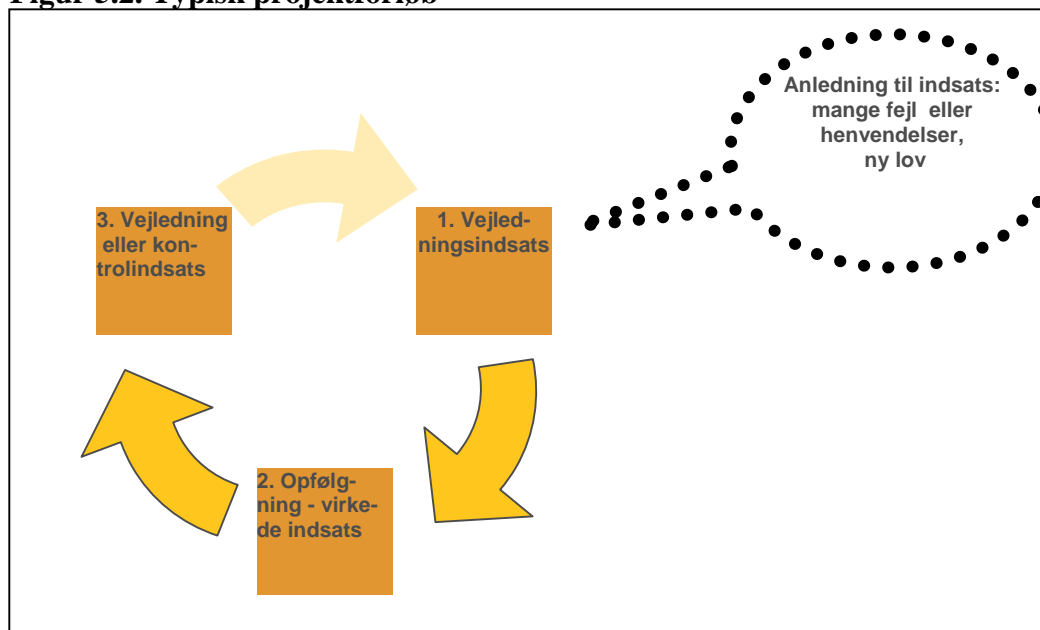 Figur 3.2. Typisk projektforløb
Anledning til indsats:
mange fejl eller
henvendelser,
ny lov
3. Vejledning
eller kon-
trolindsats
1. Vejled-
ningsindsats
2. Opfølg-
ning - virke-
de indsats